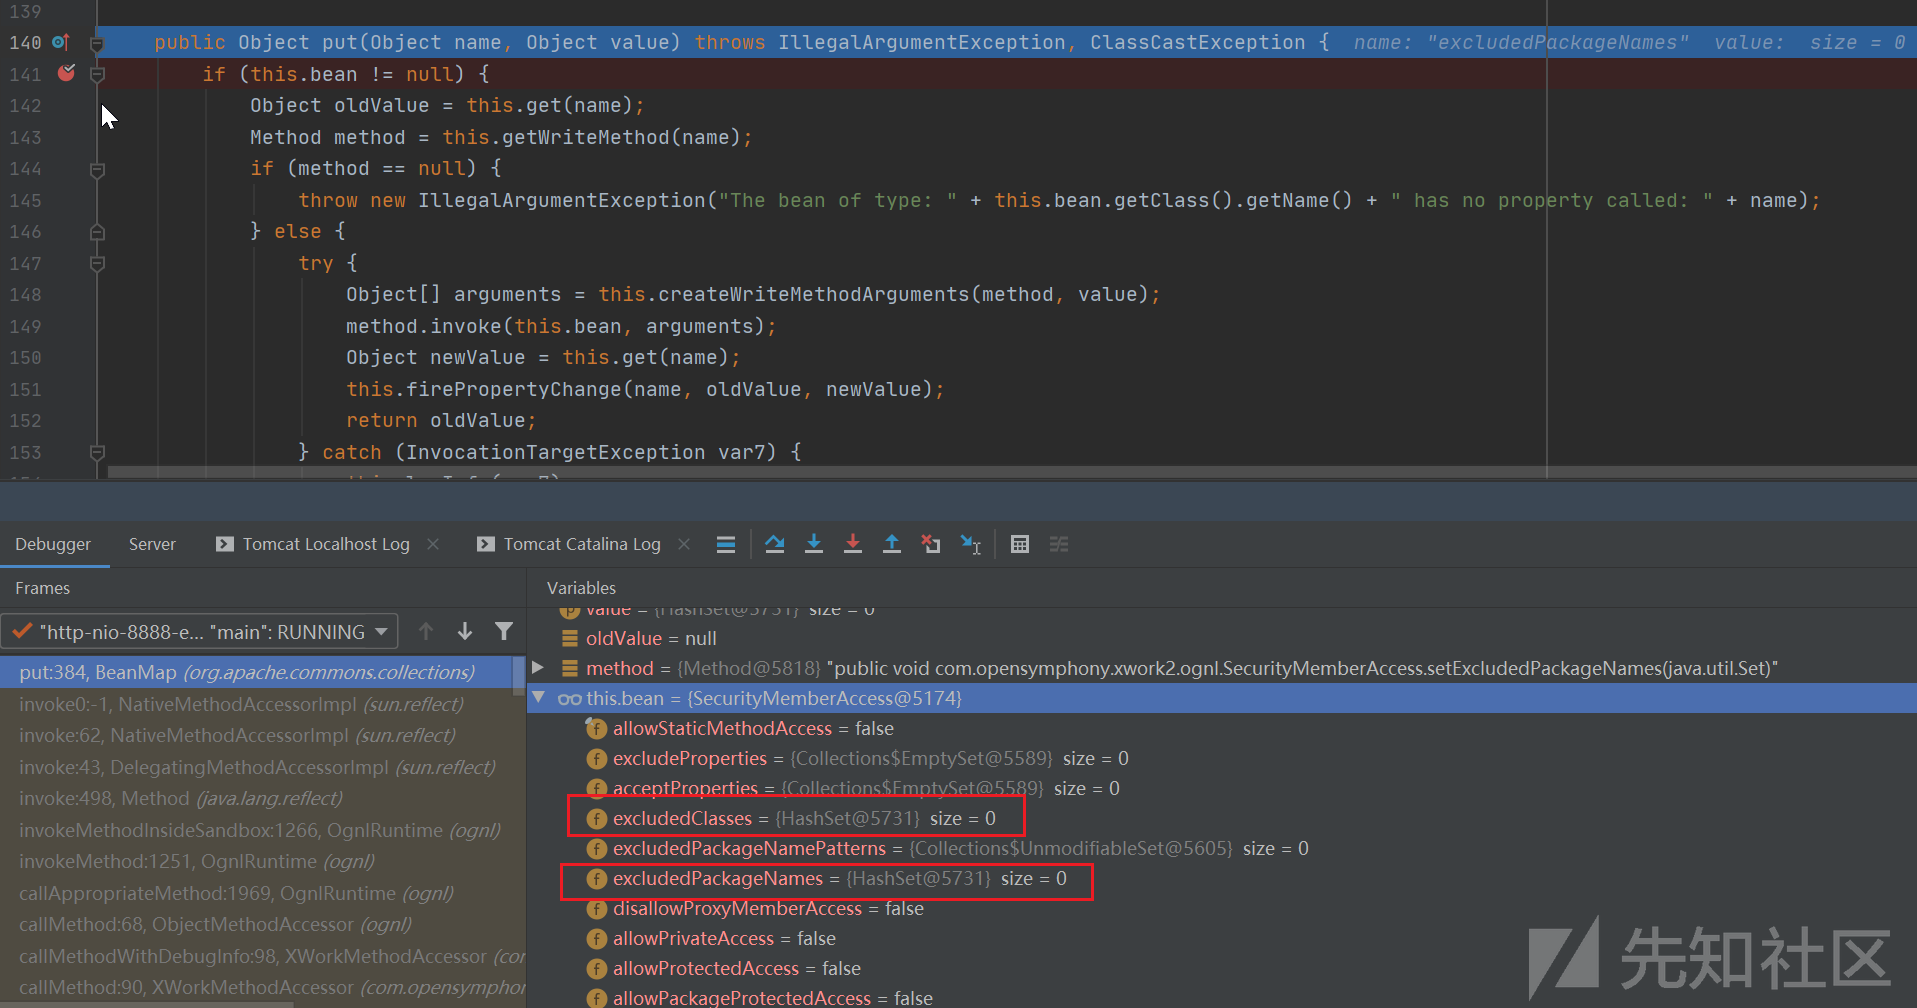 139
140 public Object put(Object name, Object value) throws IllegalArgumentException, ClassCastException { name: "excludedPackageNames" value: size = 0
141 if (this.bean != null) {
142 Object oldValue = this.get(name);
143 Method method = this.getWriteMethod(name);
144 if (method == null) {
145 throw new IllegalArgumentException("The bean of type: " + this.bean.getClass().getName() + " has no property called: " + name);
146 } else {
147 try {
148 Object[] arguments = this.createWriteMethodArguments(method, value);
149 method.invoke(this.bean, arguments);
150 Object newValue = this.get(name);
151 this.firePropertyChange(name, oldValue, newValue);
152 return oldValue;
153 } catch (InvocationTargetException var7) {
Debugger Server Tomcat Localhost Log Tomcat Catalina Log
Frames
"http-nio-8888-e... "main": RUNNING
put:384, BeanMap (org.apache.commons.collections)
invoke0:-1, NativeMethodAccessorImpl (sun.reflect)
invoke:62, NativeMethodAccessorImpl (sun.reflect)
invoke:43, DelegatingMethodAccessorImpl (sun.reflect)
invoke:498, Method (java.lang.reflect)
invokeMethodInsideSandbox:1266, OgnlRuntime (ognl)
invokeMethod:1251, OgnlRuntime (ognl)
callAppropriateMethod:1969, OgnlRuntime (ognl)
callMethod:68, ObjectMethodAccessor (ognl)
callMethodWithDebugInfo:98, XWorkMethodAccessor (co
callMethod:90, XWorkMethodAccessor (com.opensymphor
Variables
value = {HashSet@5731} size = 0
oldValue = null
method = {Method@5818} "public void com.opensymphony.xwork2.ognl.SecurityMemberAccess.setExcludedPackageNames(java.util.Set)"
this.bean = {SecurityMemberAccess@5174}
allowStaticMethodAccess = false
excludeProperties = {Collections$EmptySet@5589} size = 0
acceptProperties = {Collections$EmptySet@5589} size = 0
excludedClasses = {HashSet@5731} size = 0
excludedPackageNamePatterns = {Collections$UnmodifiableSet@5605} size = 0
excludedPackageNames = {HashSet@5731} size = 0
disallowProxyMemberAccess = false
allowPrivateAccess = false
allowProtectedAccess = false
allowPackageProtectedAccess = false
先知社区